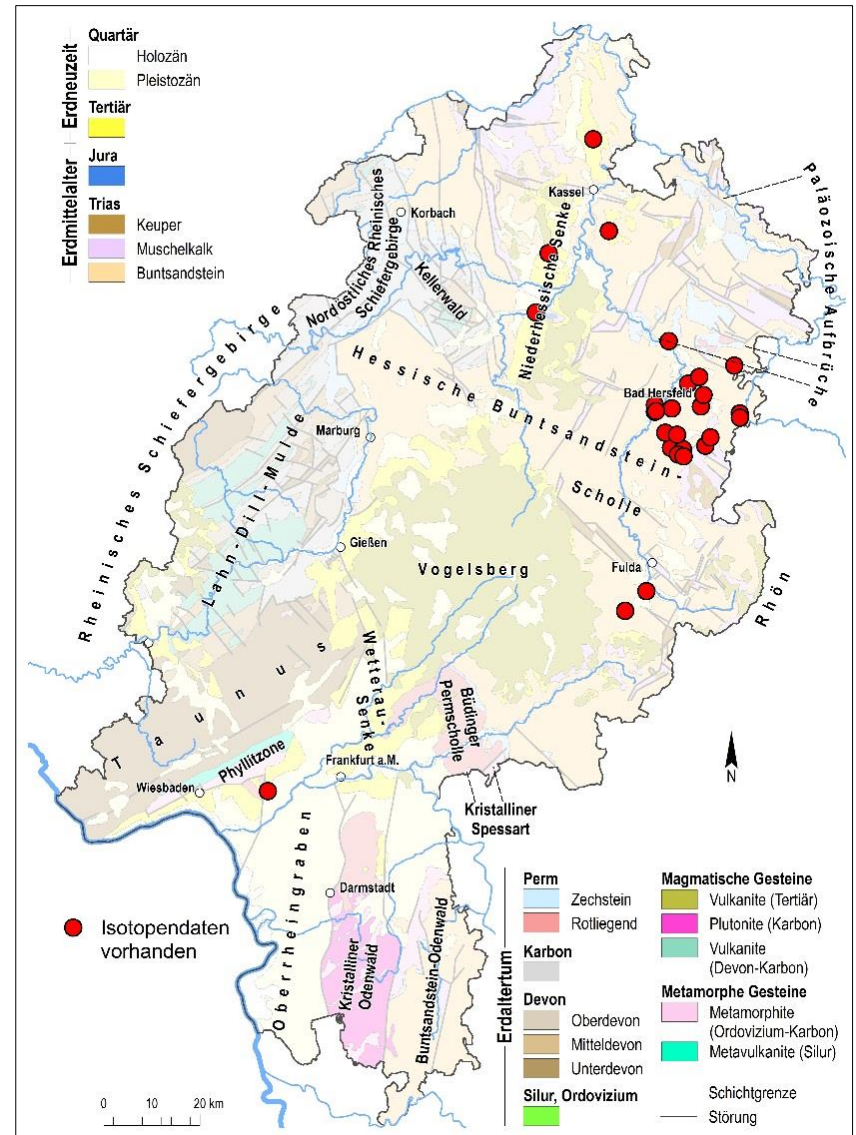 Quartär
Holozän
Pleistozän
Tertiär
Jura
Trias
Keuper
Muschelkalk
Buntsandstein
Erdneuzeit
Erdmittelalter
Kassel
Korbach
Nordöstliches Rheinisches
Schiefergebirge
Kellerwald
Niederhessische Senke
Paläozoische Aufbrüche
Rheinisches Schiefergebirge
Hessische Buntsandstein-
Scholle
Bad Hersfeld
Marburg
Lahn-Dill-Mulde
Gießen
Vogelsberg
Fulda
Rhön
Taunus
Wetterau-
Senke
Büdinger
Permscholle
Phyllitzone
Frankfurt a.M.
Wiesbaden
Kristalliner
Spessart
N
Oberrheingraben
Darmstadt
Kristalliner
Odenwald
Buntsandstein-Odenwald
Isotopendaten
vorhanden
0 10 20 km
Erdaltertum
Perm
Zechstein
Rotliegend
Karbon
Devon
Oberdevon
Mitteldevon
Unterdevon
Silur, Ordovizium
Magmatische Gesteine
Vulkanite (Tertiär)
Plutonite (Karbon)
Vulkanite
(Devon-Karbon)
Metamorphe Gesteine
Metamorphite
(Ordovizium-Karbon)
Metavulkanite (Silur)
Schichtgrenze
Störung